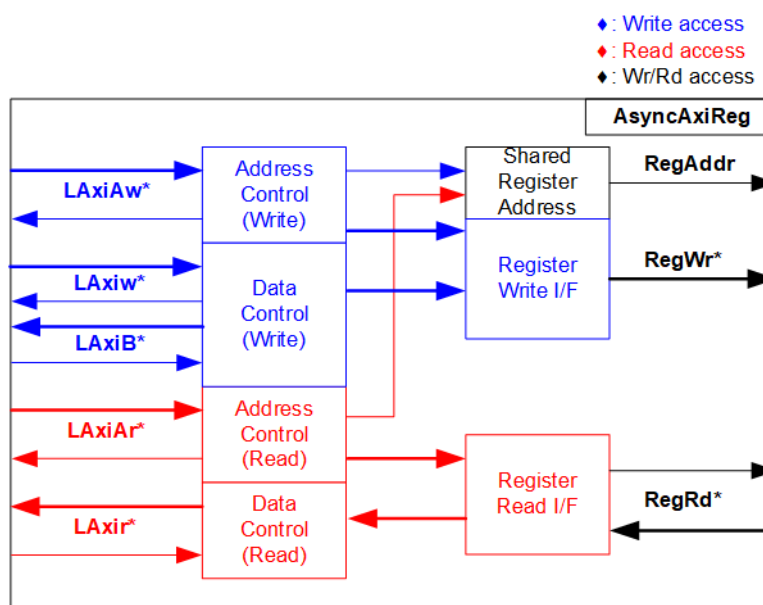 ♦: Write access
♦: Read access
♦: Wr/Rd access
AsyncAxiReg
LAxiAw*
Address
Control
(Write)
Shared
Register
Address
RegAddr
LAxiw*
Data
Control
(Write)
Register
Write I/F
RegWr*
LAxiB*
LAxiAr*
Address
Control
(Read)
Register
Read I/F
RegRd*
LAxir*
Data
Control
(Read)